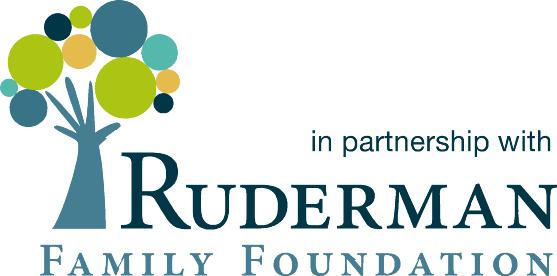 in partnership with
RUDERMAN
FAMILY FOUNDATION